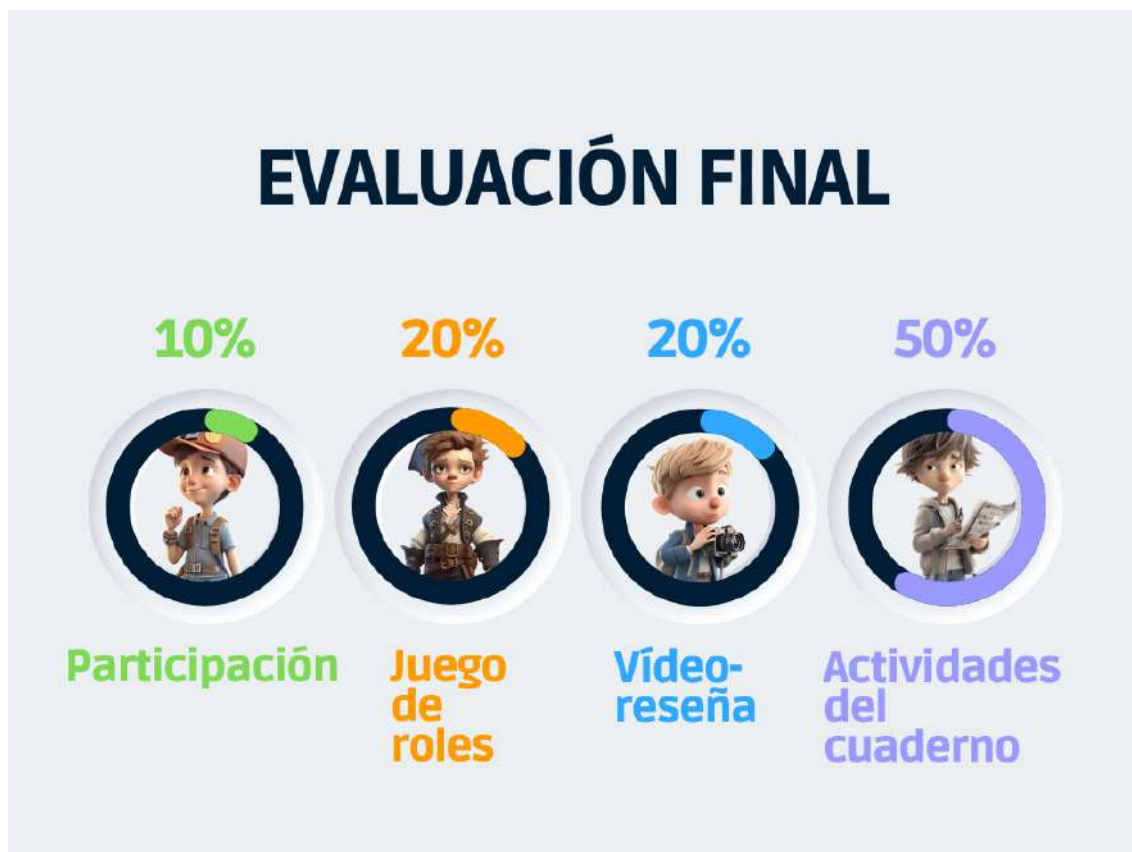 EVALUACIÓN FINAL
10%
20%
20%
50%
Participación
Juego
de
roles
Vídeo-
reseña
Actividades
del
cuaderno